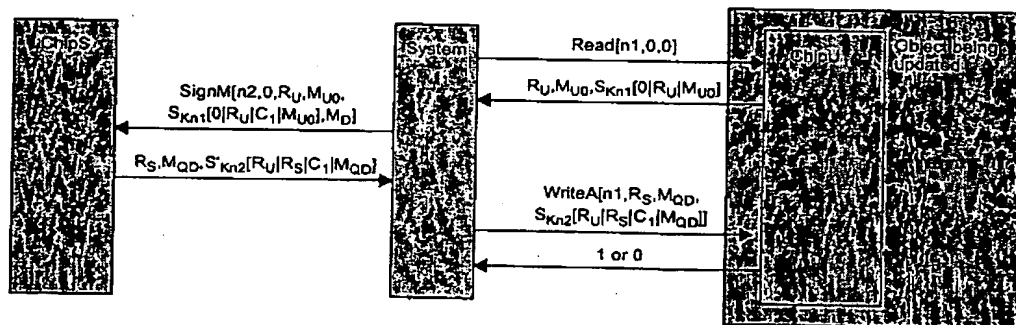 ChipS
System
ChipU
Object being
updated
Read[n1,0,0]
R_U,M_U0,S_Kn1[0|R_U|M_U0]
SignM[n2,0,R_U,M_U0,
S_Kn1[0|R_U|C_1|M_U0],M_D]
R_S,M_QD,S'_Kn2[R_U|R_S|C_1|M_QD]
WriteA[n1,R_S,M_QD,
S_Kn2[R_U|R_S|C_1|M_QD]]
1 or 0